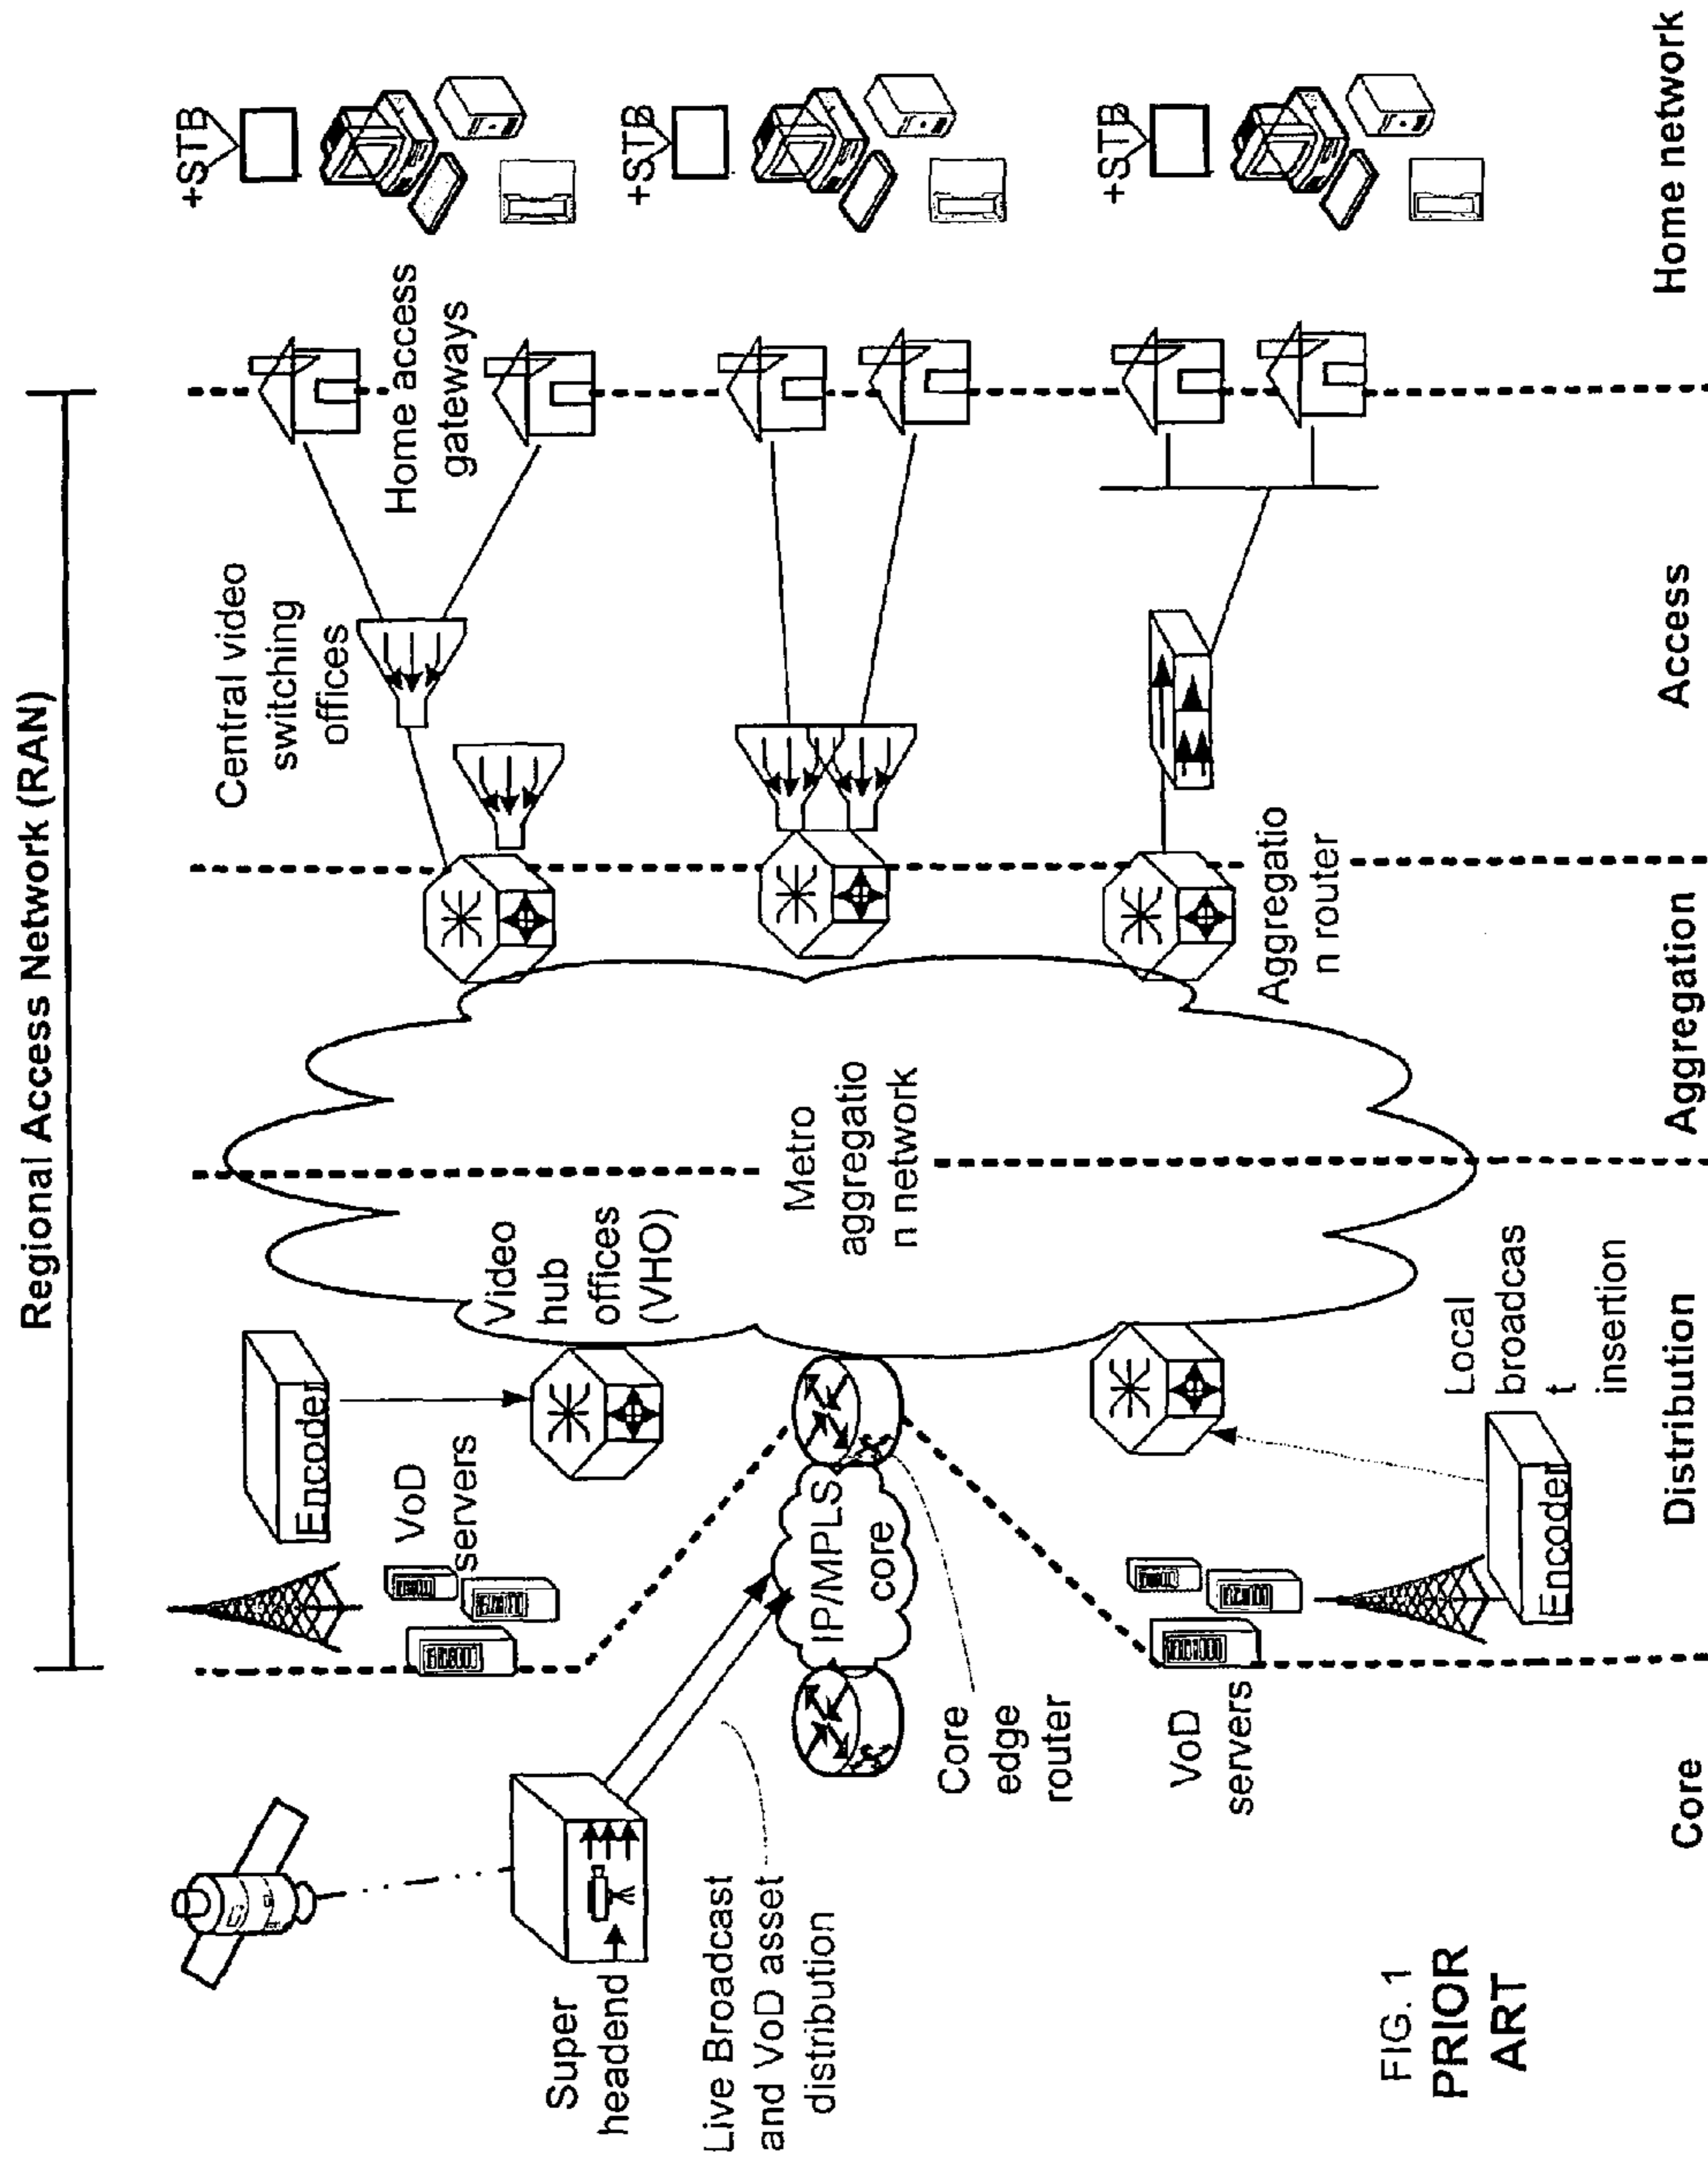 Regional Access Network (RAN)
Super
headend
Live Broadcast
and VoD asset
distribution
Encoder
VoD
servers
Video
hub
offices
(VHO)
IP/MPLS
core
Core
edge
router
VoD
servers
Encoder
Local
broadcas
t
insertion
Metro
aggregatio
n network
Aggregatio
n router
Central video
switching
offices
Home access
gateways
+STB
+STB
+STB
Core
Distribution
Aggregation
Access
Home network
FIG. 1
PRIOR
ART